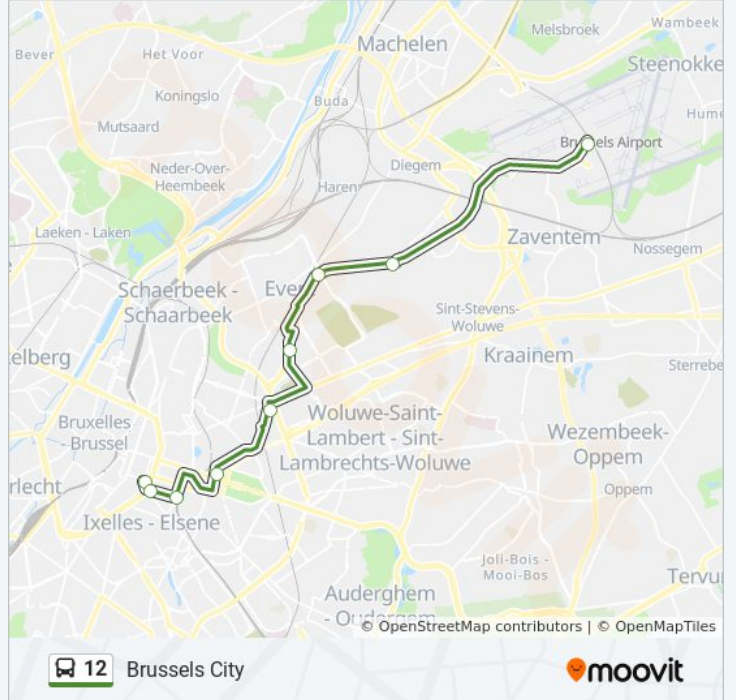 Machelen
Melsbroek
Wambeek
Bever
Het Voor
Steenokke
Koningslo
Buda
Hume
Mutsaard
Brussels Airport
Diegem
Neder-Over-
Heembeek
Haren
Laeken - Laken
Zaventem
Nossegem
Schaerbeek -
Schaarbeek
Ever
Sint-Stevens-
Woluwe
elberg
Kraainem
Sterrebe
Bruxelles
- Brussel
Woluwe-Saint-
Lambert - Sint-
Lambrechts-Woluwe
Wezembeek-
Oppem
rlecht
Oppem
Ixelles - Elsene
Joli-Bois -
Mooi-Bos
Tervu
Auderghem
- Oudergem
© OpenStreetMap contributors | © OpenMapTiles
12 Brussels City
moovit